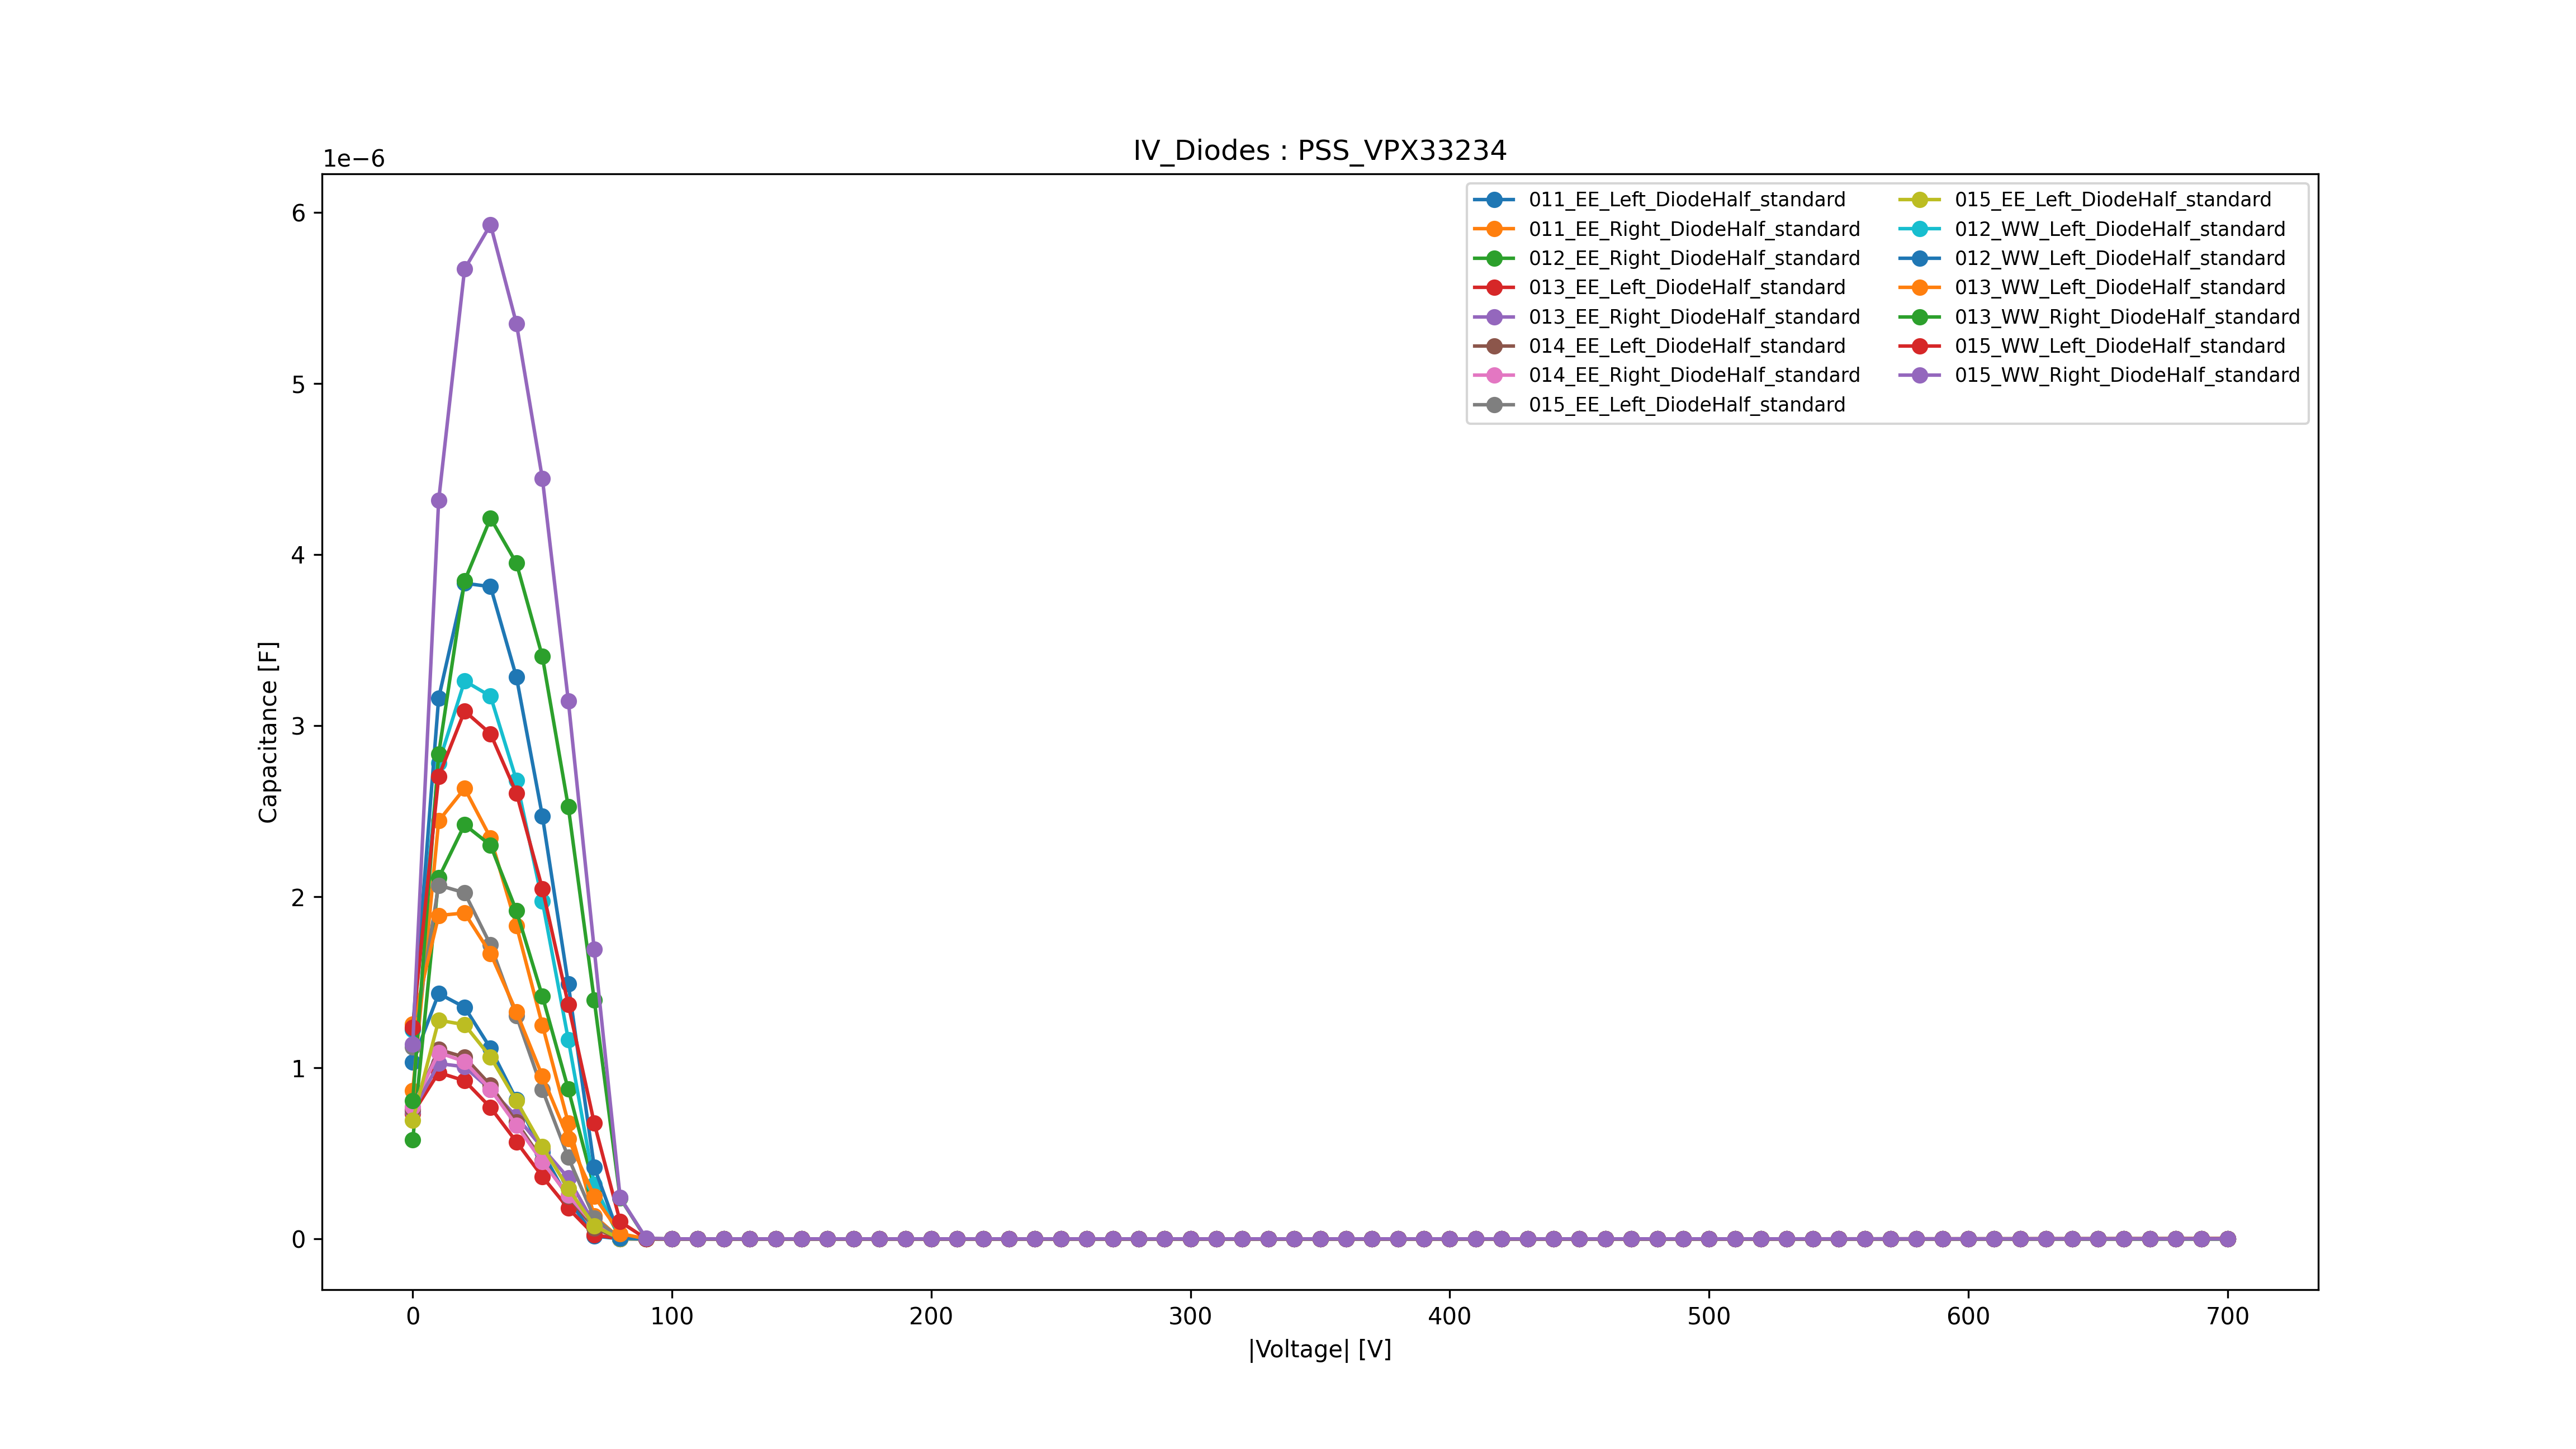 IV_Diodes : PSS_VPX33234
1e−6
6
5
4
3
2
1
0
Capacitance [F]
0 100 200 300 400 500 600 700
|Voltage| [V]
011_EE_Left_DiodeHalf_standard
011_EE_Right_DiodeHalf_standard
012_EE_Right_DiodeHalf_standard
013_EE_Left_DiodeHalf_standard
013_EE_Right_DiodeHalf_standard
014_EE_Left_DiodeHalf_standard
014_EE_Right_DiodeHalf_standard
015_EE_Left_DiodeHalf_standard
015_EE_Left_DiodeHalf_standard
012_WW_Left_DiodeHalf_standard
012_WW_Left_DiodeHalf_standard
013_WW_Left_DiodeHalf_standard
013_WW_Right_DiodeHalf_standard
015_WW_Left_DiodeHalf_standard
015_WW_Right_DiodeHalf_standard